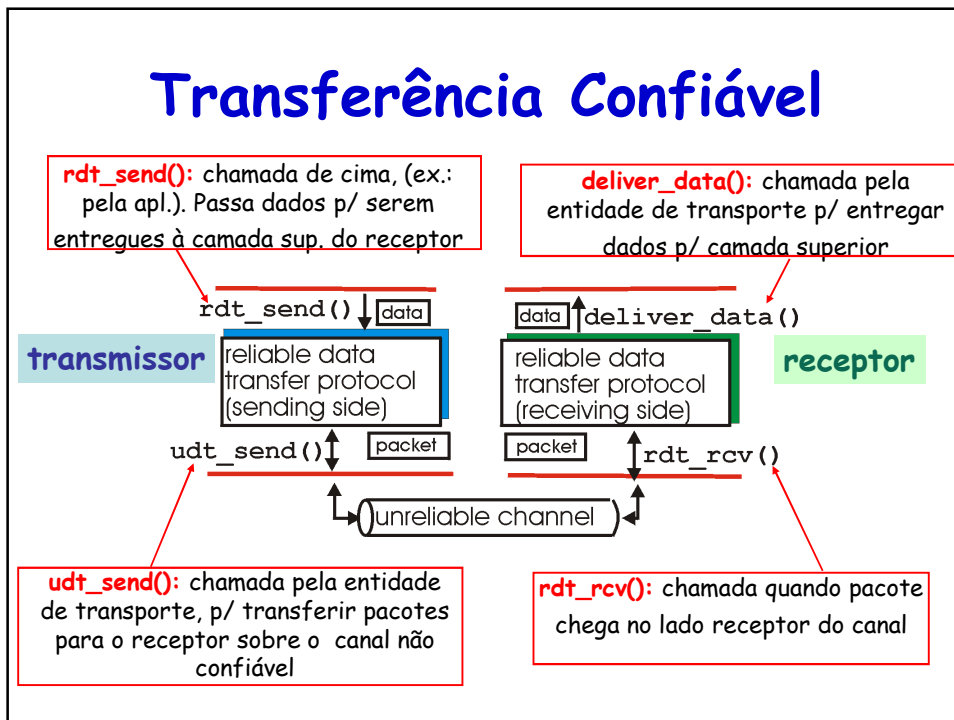 Transferência Confiável
rdt_send(): chamada de cima, (ex.:
pela apl.). Passa dados p/ serem
entregues à camada sup. do receptor
deliver_data(): chamada pela
entidade de transporte p/ entregar
dados p/ camada superior
rdt_send()
data
data
deliver_data()
transmissor
reliable data
transfer protocol
(sending side)
reliable data
transfer protocol
(receiving side)
receptor
udt_send()
packet
packet
rdt_rcv()
unreliable channel
udt_send(): chamada pela entidade
de transporte, p/ transferir pacotes
para o receptor sobre o canal não
confiável
rdt_rcv(): chamada quando pacote
chega no lado receptor do canal